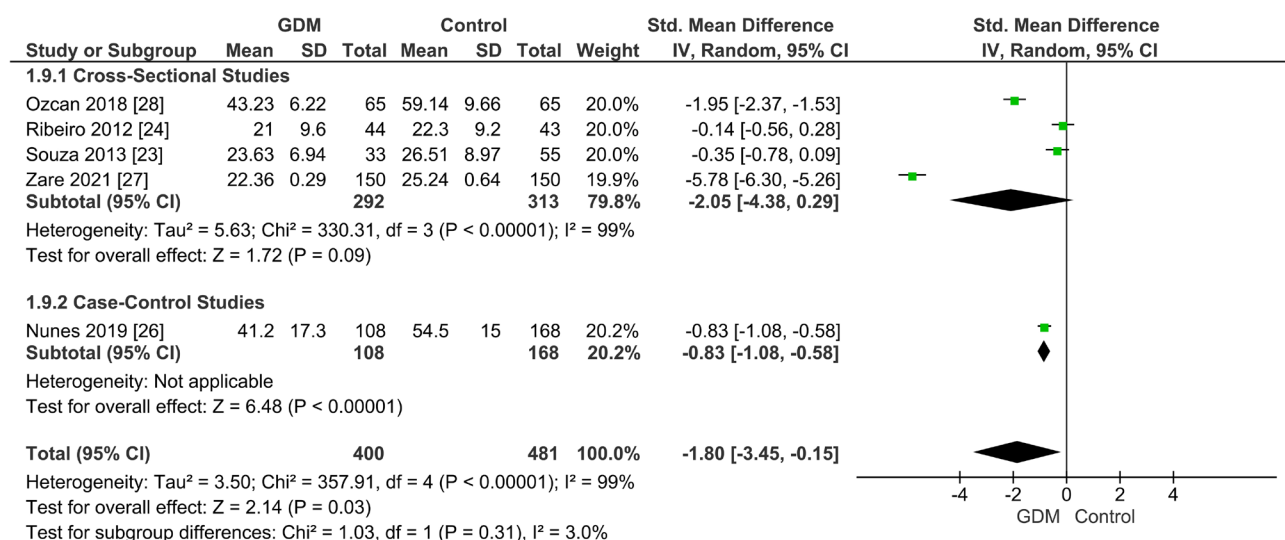 GDM Control Std. Mean Difference Std. Mean Difference
Study or Subgroup Mean SD Total Mean SD Total Weight IV, Random, 95% CI IV, Random, 95% CI
1.9.1 Cross-Sectional Studies
Ozcan 2018 [28] 43.23 6.22 65 59.14 9.66 65 20.0% -1.95 [-2.37, -1.53]
Ribeiro 2012 [24] 21 9.6 44 22.3 9.2 43 20.0% -0.14 [-0.56, 0.28]
Souza 2013 [23] 23.63 6.94 33 26.51 8.97 55 20.0% -0.35 [-0.78, 0.09]
Zare 2021 [27] 22.36 0.29 150 25.24 0.64 150 19.9% -5.78 [-6.30, -5.26]
Subtotal (95% CI) 292 313 79.8% -2.05 [-4.38, 0.29]
Heterogeneity: Tau² = 5.63; Chi² = 330.31, df = 3 (P < 0.00001); I² = 99%
Test for overall effect: Z = 1.72 (P = 0.09)
1.9.2 Case-Control Studies
Nunes 2019 [26] 41.2 17.3 108 54.5 15 168 20.2% -0.83 [-1.08, -0.58]
Subtotal (95% CI) 108 168 20.2% -0.83 [-1.08, -0.58]
Heterogeneity: Not applicable
Test for overall effect: Z = 6.48 (P < 0.00001)
Total (95% CI) 400 481 100.0% -1.80 [-3.45, -0.15]
Heterogeneity: Tau² = 3.50; Chi² = 357.91, df = 4 (P < 0.00001); I² = 99%
Test for overall effect: Z = 2.14 (P = 0.03)
Test for subgroup differences: Chi² = 1.03, df = 1 (P = 0.31), I² = 3.0%
-4 -2 0 2 4
GDM Control